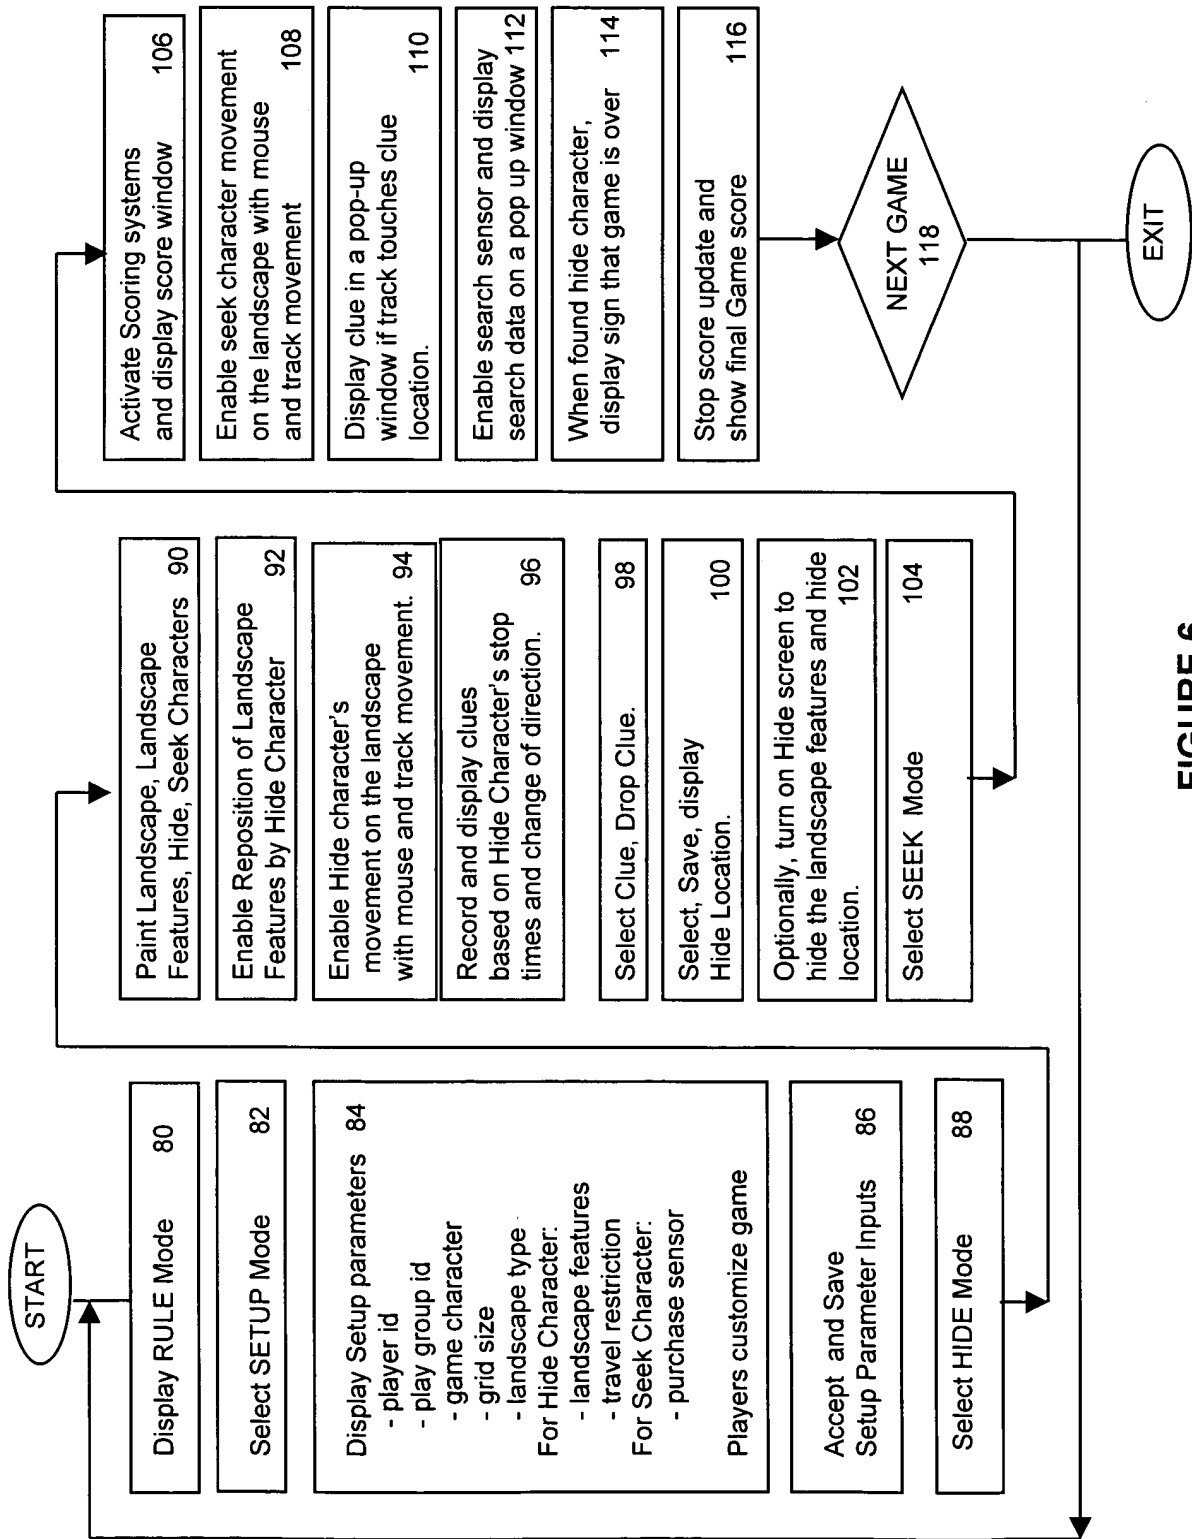 START
Display RULE Mode 80
Select SETUP Mode 82
Display Setup parameters 84
- player id
- play group id
- game character
- grid size
- landscape type
For Hide Character:
- landscape features
- travel restriction
For Seek Character:
- purchase sensor
Players customize game
Accept and Save
Setup Parameter Inputs 86
Select HIDE Mode 88
Paint Landscape, Landscape
Features, Hide, Seek Characters 90
Enable Reposition of Landscape
Features by Hide Character 92
Enable Hide character's
movement on the landscape
with mouse and track movement. 94
Record and display clues
based on Hide Character's stop
times and change of direction. 96
Select Clue, Drop Clue. 98
Select, Save, display
Hide Location. 100
Optionally, turn on Hide screen to
hide the landscape features and hide
location. 102
Select SEEK Mode 104
Activate Scoring systems
and display score window 106
Enable seek character movement
on the landscape with mouse
and track movement 108
Display clue in a pop-up
window if track touches clue
location. 110
Enable search sensor and display
search data on a pop up window 112
When found hide character,
display sign that game is over 114
Stop score update and
show final Game score 116
NEXT GAME
118
EXIT
FIGURE 6